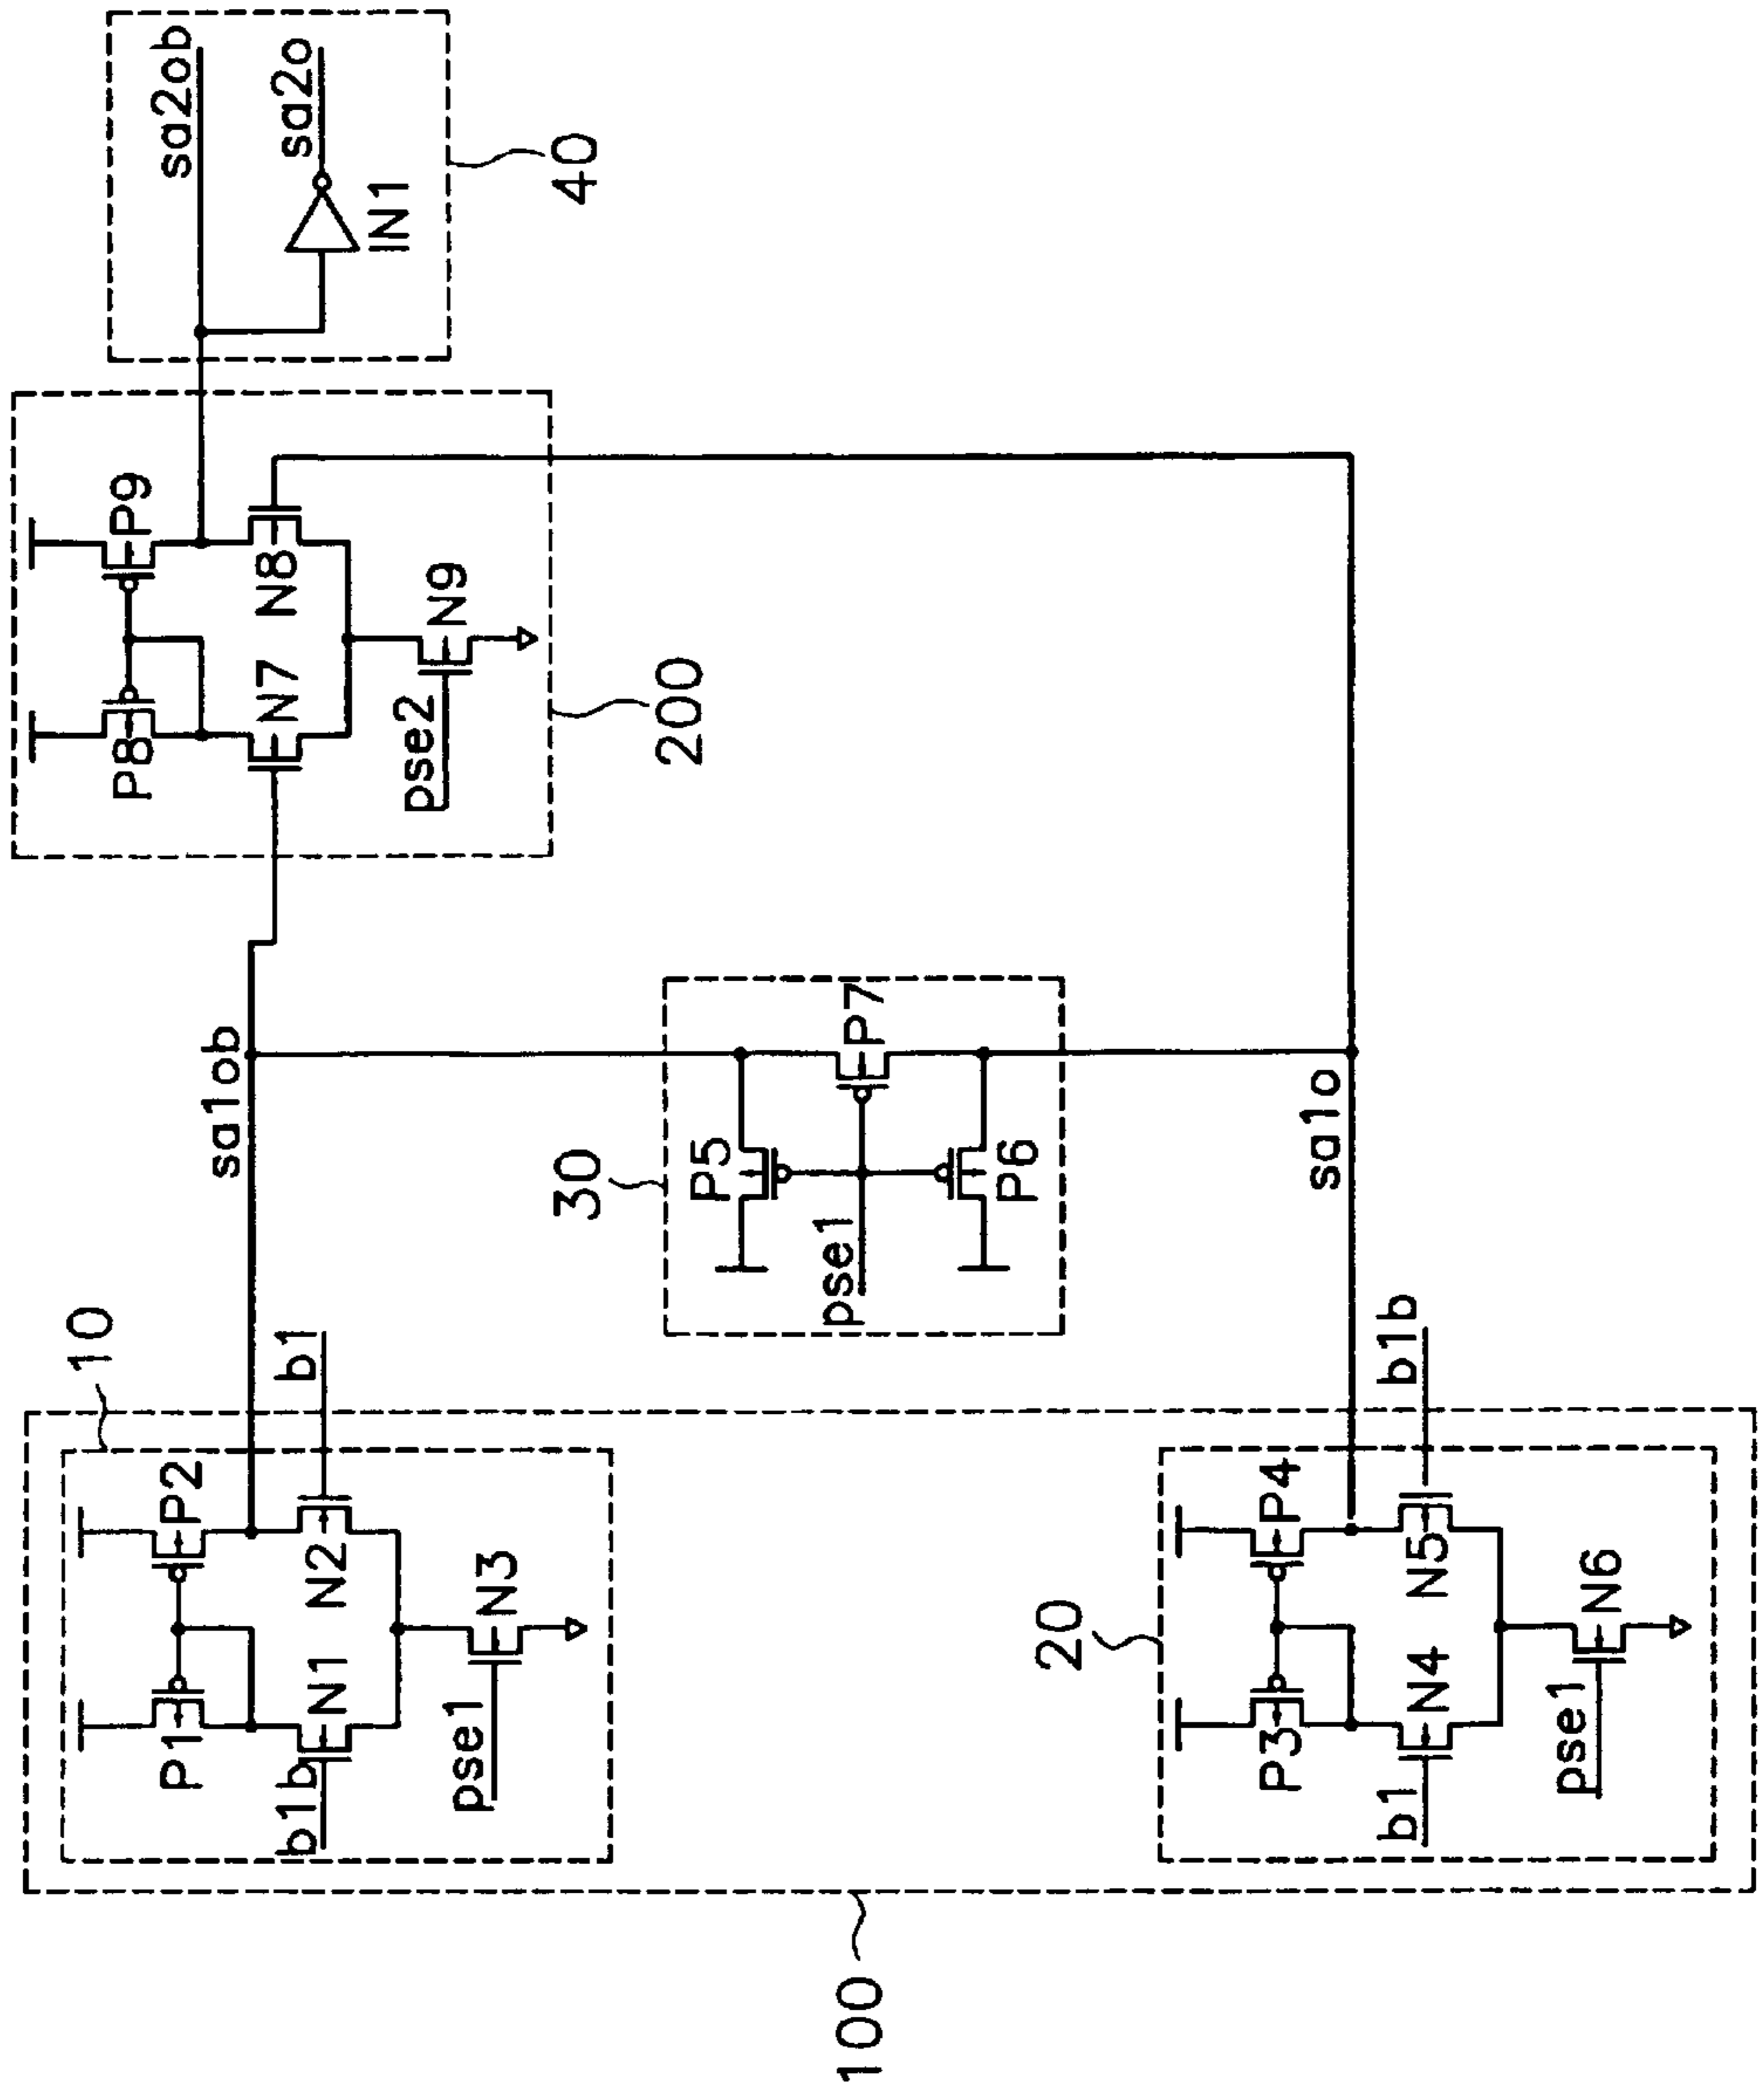 sa2ob
sa2o
IN1
40
P8
P9
N7
N8
pse2
N9
200
sa1ob
30
P5
P7
pse1
P6
sa1o
10
P1
P2
b1b
N1
N2
b1
pse1
N3
20
P3
P4
b1
N4
N5
b1b
pse1
N6
100